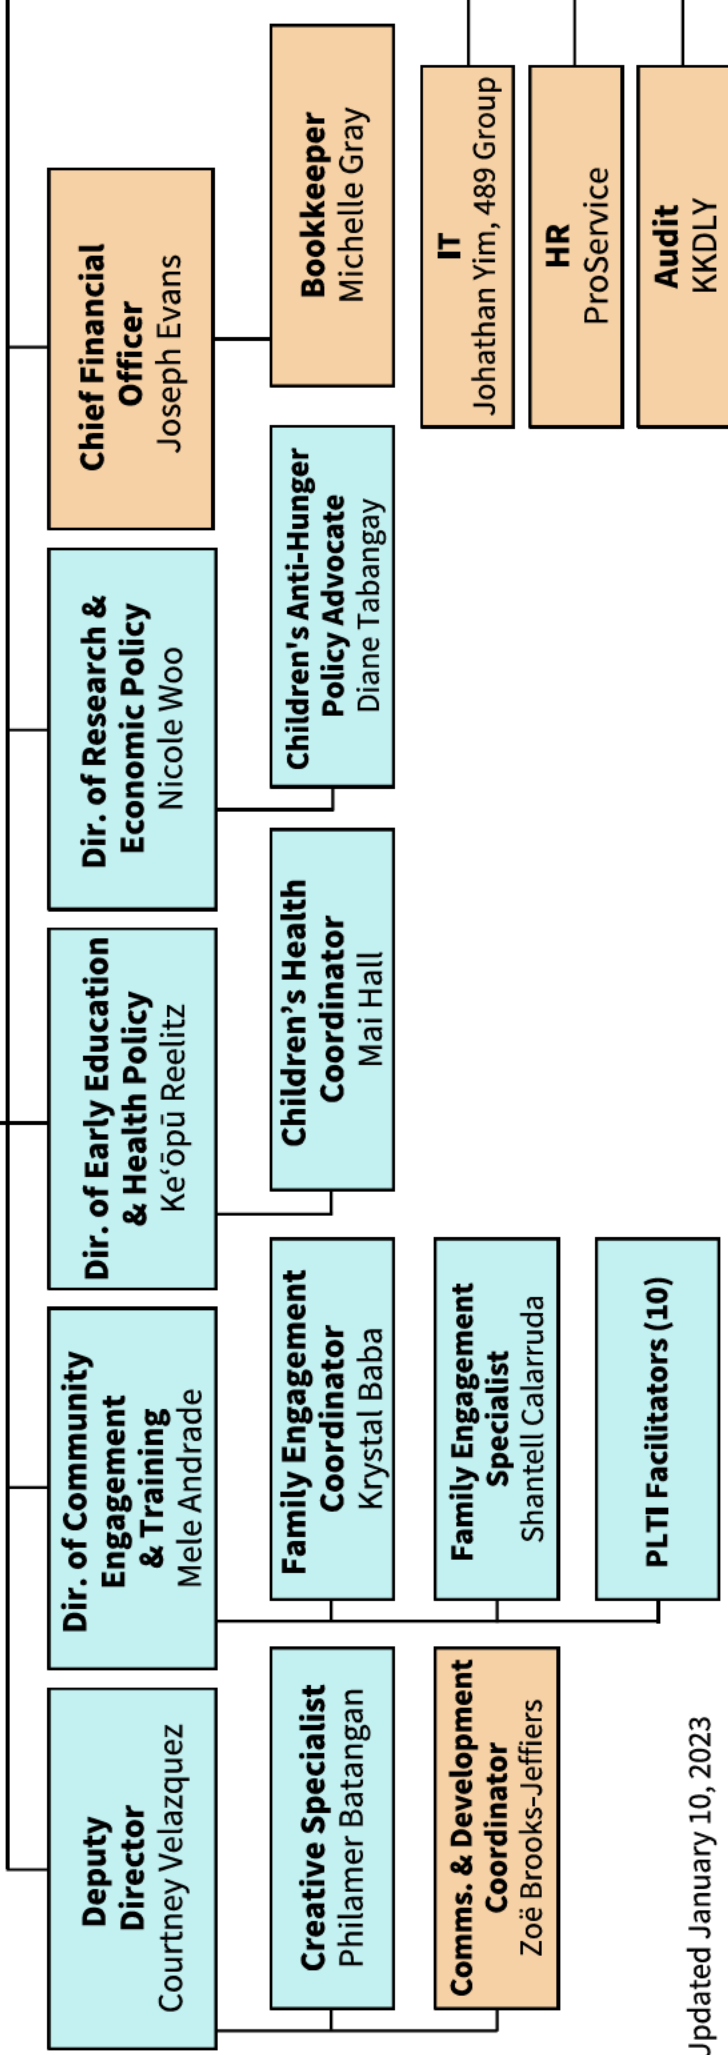 Deputy
Director
Courtney Velazquez
Dir. of Community
Engagement
& Training
Mele Andrade
Dir. of Early Education
& Health Policy
Keʻōpū Reelitz
Dir. of Research &
Economic Policy
Nicole Woo
Chief Financial
Officer
Joseph Evans
Creative Specialist
Philamer Batangan
Family Engagement
Coordinator
Krystal Baba
Children’s Health
Coordinator
Mai Hall
Children's Anti-Hunger
Policy Advocate
Diane Tabangay
Bookkeeper
Michelle Gray
Comms. & Development
Coordinator
Zoë Brooks-Jeffiers
Family Engagement
Specialist
Shantell Calarruda
IT
Johathan Yim, 489 Group
HR
ProService
PLTI Facilitators (10)
Audit
KKDLY
Updated January 10, 2023